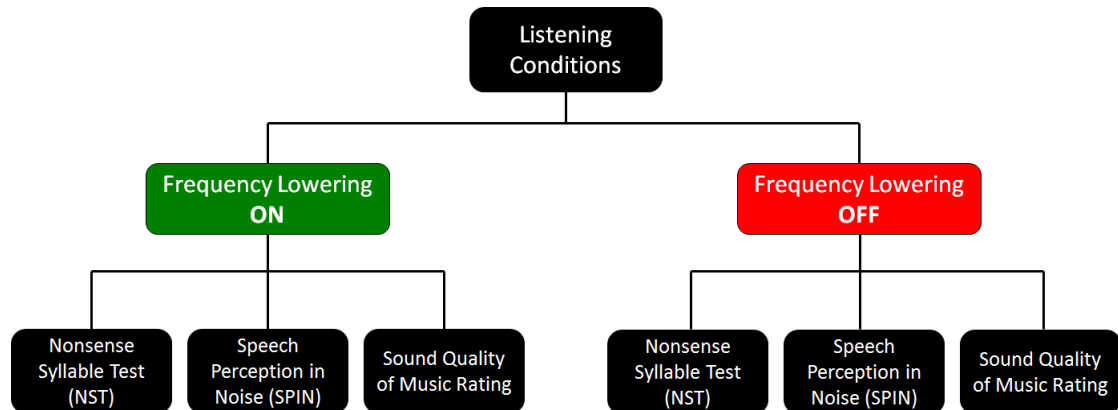 Listening
Conditions
Frequency Lowering
ON
Frequency Lowering
OFF
Nonsense
Syllable Test
(NST)
Speech
Perception in
Noise (SPIN)
Sound Quality
of Music Rating
Nonsense
Syllable Test
(NST)
Speech
Perception in
Noise (SPIN)
Sound Quality
of Music Rating